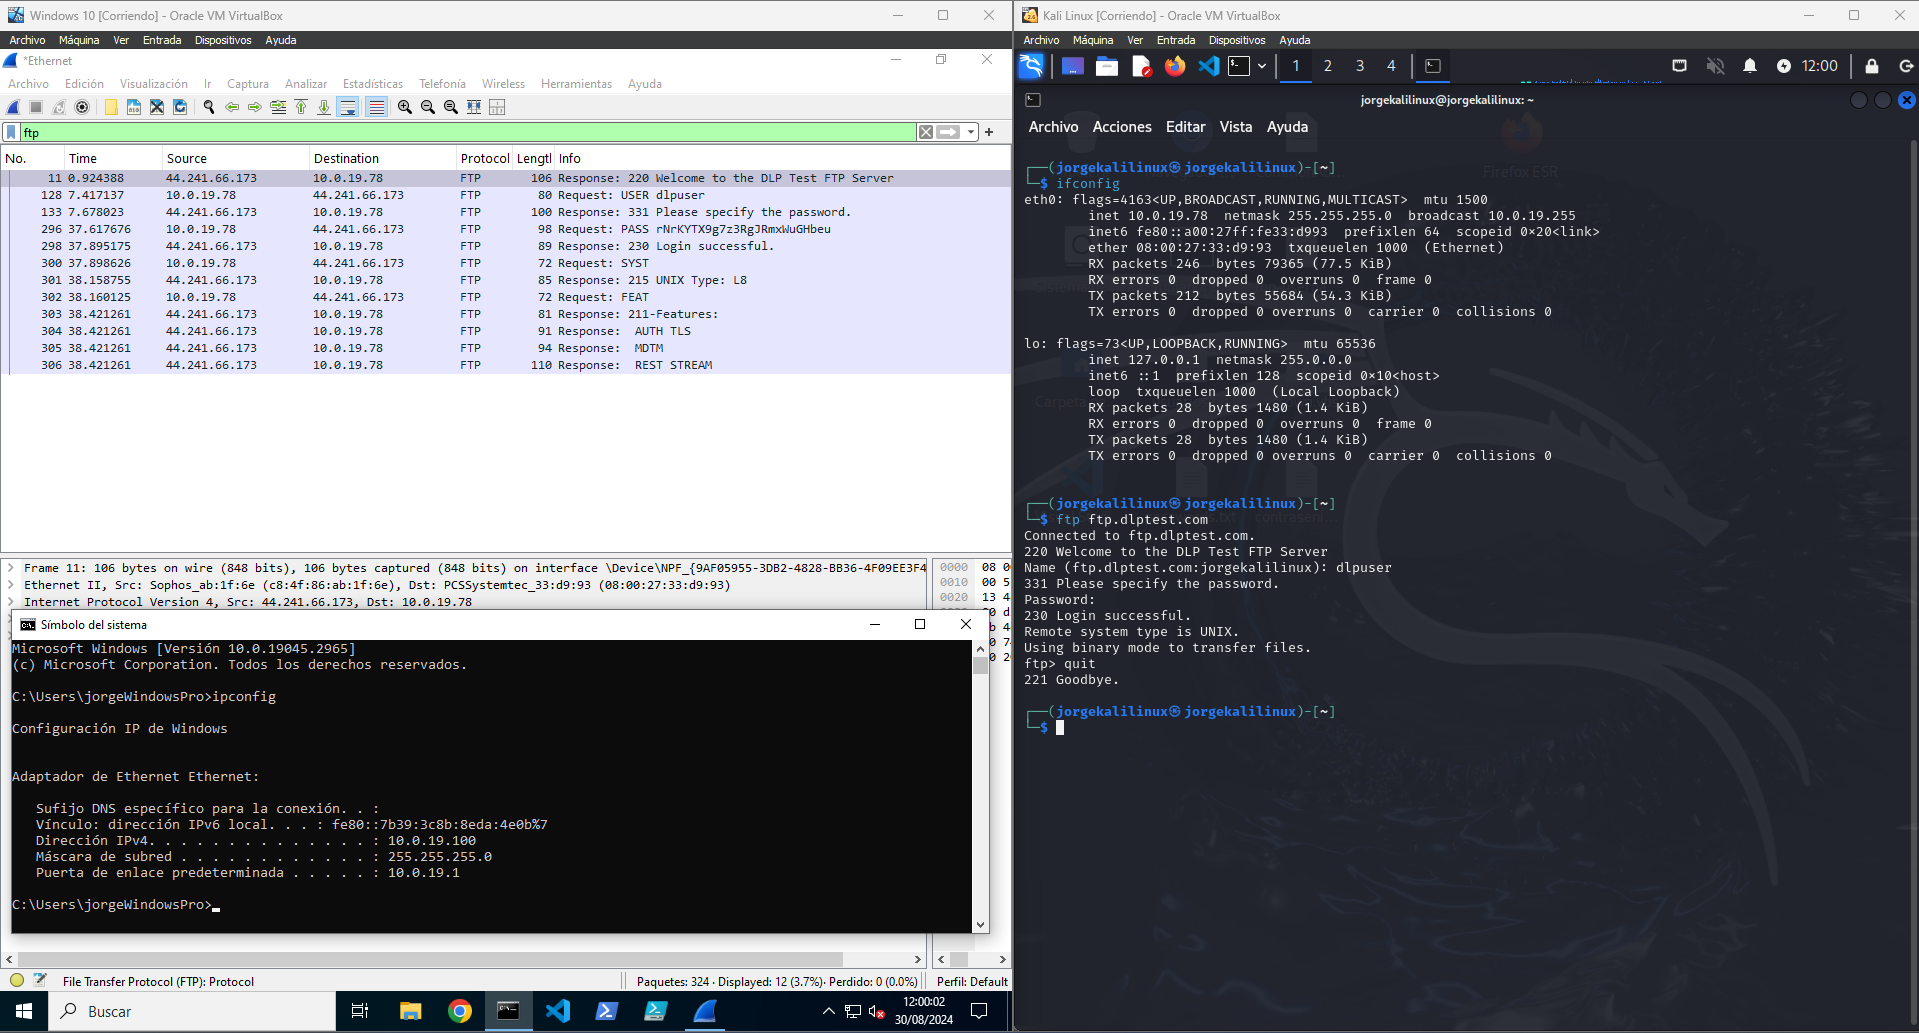 Windows 10 [Corriendo] - Oracle VM VirtualBox
Archivo Máquina Ver Entrada Dispositivos Ayuda
*Ethernet
Archivo Edición Visualización Ir Captura Analizar Estadísticas Telefonía Wireless Herramientas Ayuda
ftp
No. Time Source Destination Protocol Lengtl Info
11 0.924388 44.241.66.173 10.0.19.78 FTP 106 Response: 220 Welcome to the DLP Test FTP Server
128 7.417137 10.0.19.78 44.241.66.173 FTP 80 Request: USER dlpuser
133 7.678023 44.241.66.173 10.0.19.78 FTP 100 Response: 331 Please specify the password.
296 37.617676 10.0.19.78 44.241.66.173 FTP 98 Request: PASS rNrKYTX9g7z3RgJRmxWuGHbeu
298 37.895175 44.241.66.173 10.0.19.78 FTP 89 Response: 230 Login successful.
300 37.898626 10.0.19.78 44.241.66.173 FTP 72 Request: SYST
301 38.158755 44.241.66.173 10.0.19.78 FTP 85 Response: 215 UNIX Type: L8
302 38.160125 10.0.19.78 44.241.66.173 FTP 72 Request: FEAT
303 38.421261 44.241.66.173 10.0.19.78 FTP 81 Response: 211-Features:
304 38.421261 44.241.66.173 10.0.19.78 FTP 91 Response: AUTH TLS
305 38.421261 44.241.66.173 10.0.19.78 FTP 94 Response: MDTM
306 38.421261 44.241.66.173 10.0.19.78 FTP 110 Response: REST STREAM
Frame 11: 106 bytes on wire (848 bits), 106 bytes captured (848 bits) on interface \Device\NPF_{9AF05955-3DB2-4828-BB36-4F09EE3F4
Ethernet II, Src: Sophos_ab:1f:6e (c8:4f:86:ab:1f:6e), Dst: PCSSystemtec_33:d9:93 (08:00:27:33:d9:93)
Internet Protocol Version 4, Src: 44.241.66.173, Dst: 10.0.19.78
0000 08 0
0010 00 5
0020 13 4
Símbolo del sistema
Microsoft Windows [Versión 10.0.19045.2965]
(c) Microsoft Corporation. Todos los derechos reservados.
C:\Users\jorgeWindowsPro>ipconfig
Configuración IP de Windows
Adaptador de Ethernet Ethernet:
Sufijo DNS específico para la conexión. . :
Vínculo: dirección IPv6 local. . . : fe80::7b39:3c8b:8eda:4e0b%7
Dirección IPv4. . . . . . . . . . . . . . : 10.0.19.100
Máscara de subred . . . . . . . . . . . . : 255.255.255.0
Puerta de enlace predeterminada . . . . . : 10.0.19.1
C:\Users\jorgeWindowsPro>
File Transfer Protocol (FTP): Protocol
Paquetes: 324 · Displayed: 12 (3.7%)· Perdido: 0 (0.0%)
Perfil: Default
Buscar
12:00:02
30/08/2024
Kali Linux [Corriendo] - Oracle VM VirtualBox
Archivo Máquina Ver Entrada Dispositivos Ayuda
1 2 3 4
12:00
jorgekalilinux@jorgekalilinux: ~
Archivo Acciones Editar Vista Ayuda
Firefox ESR
┌──(jorgekalilinux㉿jorgekalilinux)-[~]
└─$ ifconfig
eth0: flags=4163<UP,BROADCAST,RUNNING,MULTICAST> mtu 1500
inet 10.0.19.78 netmask 255.255.255.0 broadcast 10.0.19.255
inet6 fe80::a00:27ff:fe33:d993 prefixlen 64 scopeid 0×20<link>
ether 08:00:27:33:d9:93 txqueuelen 1000 (Ethernet)
RX packets 246 bytes 79365 (77.5 KiB)
RX errors 0 dropped 0 overruns 0 frame 0
TX packets 212 bytes 55684 (54.3 KiB)
TX errors 0 dropped 0 overruns 0 carrier 0 collisions 0
lo: flags=73<UP,LOOPBACK,RUNNING> mtu 65536
inet 127.0.0.1 netmask 255.0.0.0
inet6 ::1 prefixlen 128 scopeid 0×10<host>
loop txqueuelen 1000 (Local Loopback)
RX packets 28 bytes 1480 (1.4 KiB)
RX errors 0 dropped 0 overruns 0 frame 0
TX packets 28 bytes 1480 (1.4 KiB)
TX errors 0 dropped 0 overruns 0 carrier 0 collisions 0
┌──(jorgekalilinux㉿jorgekalilinux)-[~]
└─$ ftp ftp.dlptest.com
Connected to ftp.dlptest.com.
220 Welcome to the DLP Test FTP Server
Name (ftp.dlptest.com:jorgekalilinux): dlpuser
331 Please specify the password.
Password:
230 Login successful.
Remote system type is UNIX.
Using binary mode to transfer files.
ftp> quit
221 Goodbye.
┌──(jorgekalilinux㉿jorgekalilinux)-[~]
└─$